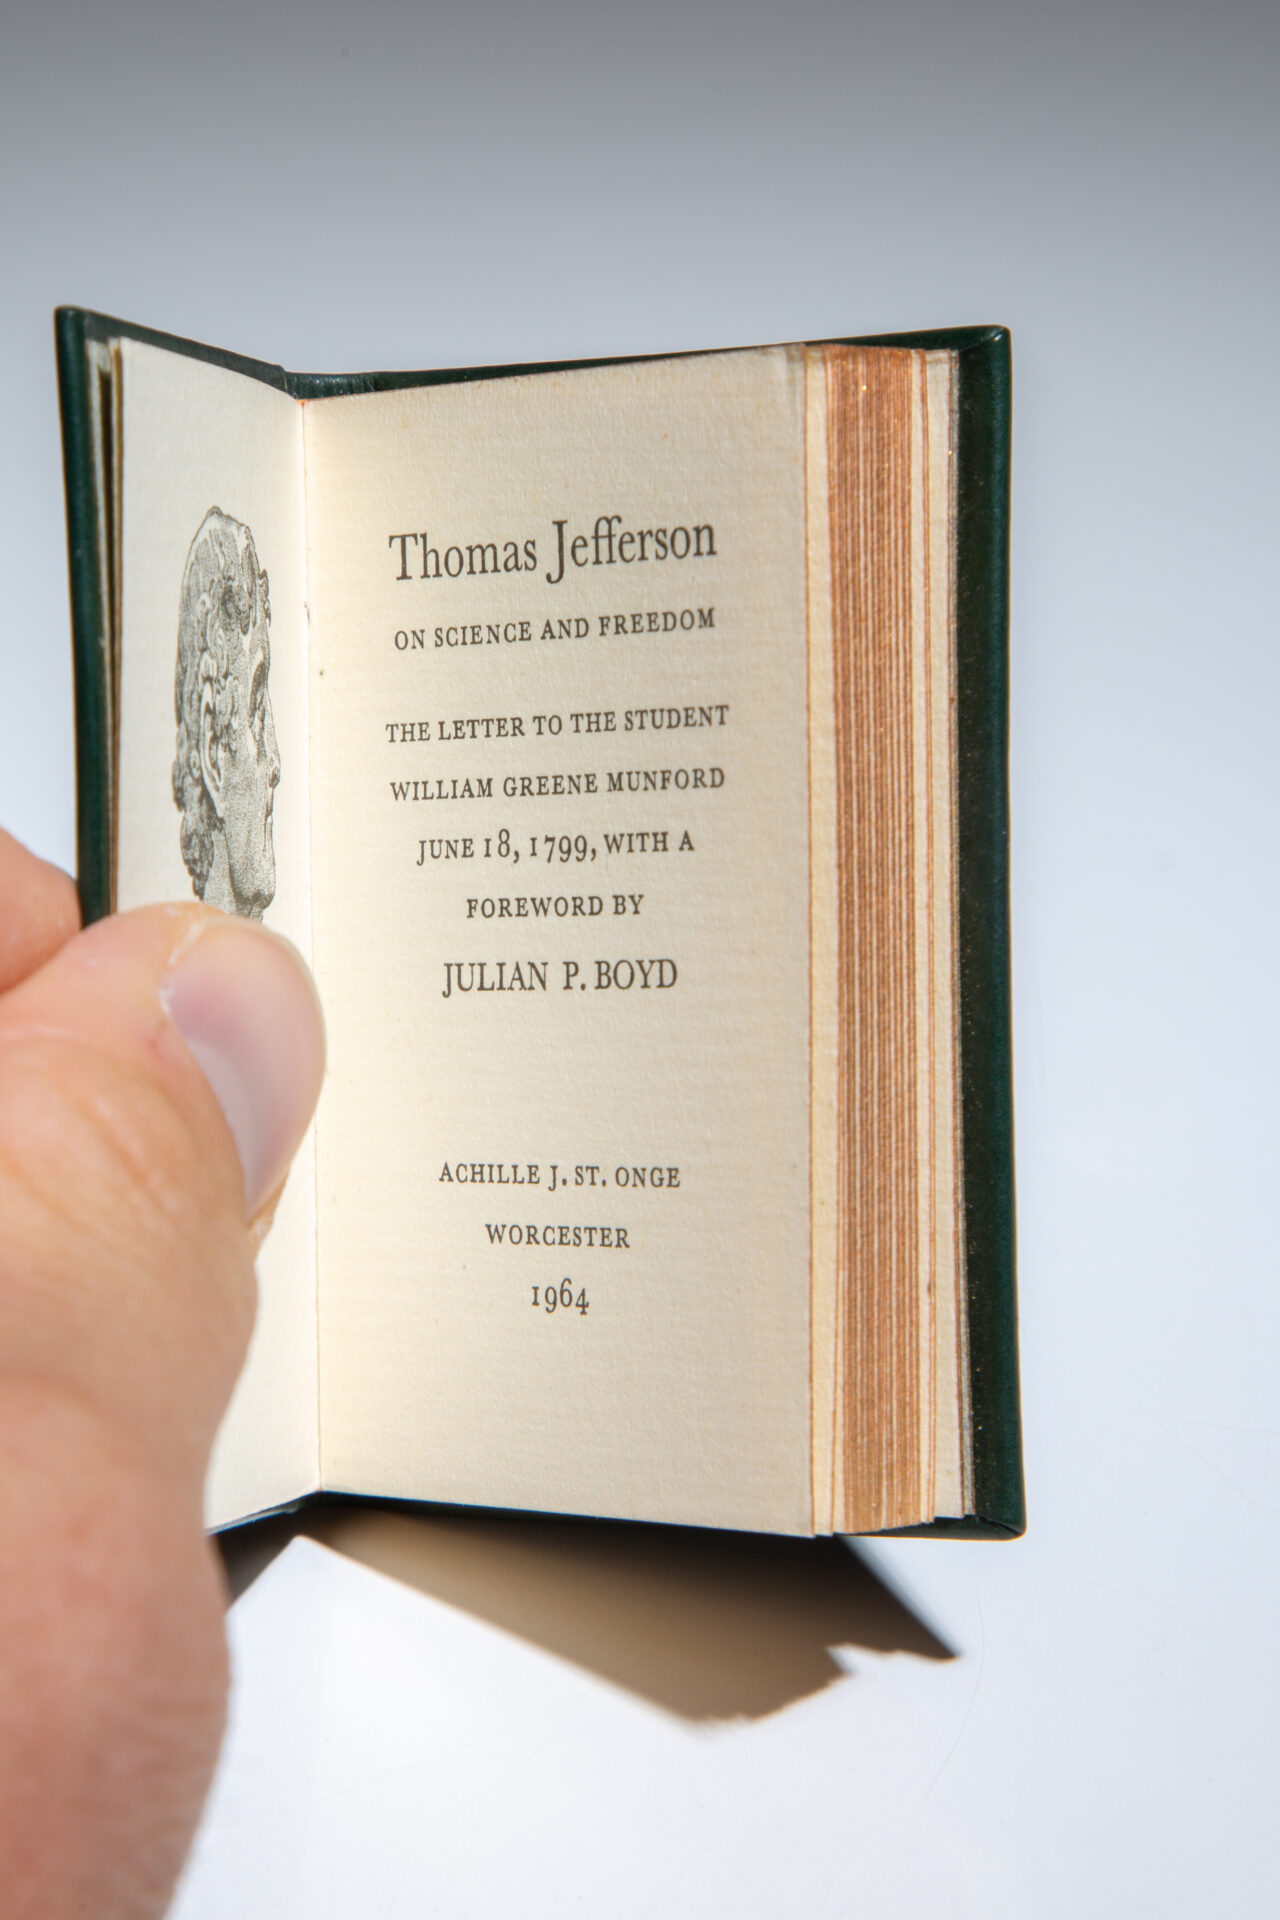 Thomas Jefferson
ON SCIENCE AND FREEDOM
THE LETTER TO THE STUDENT
WILLIAM GREENE MUNFORD
JUNE 18, 1799, WITH A
FOREWORD BY
JULIAN P. BOYD
ACHILLE J. ST. ONGE
WORCESTER
1964